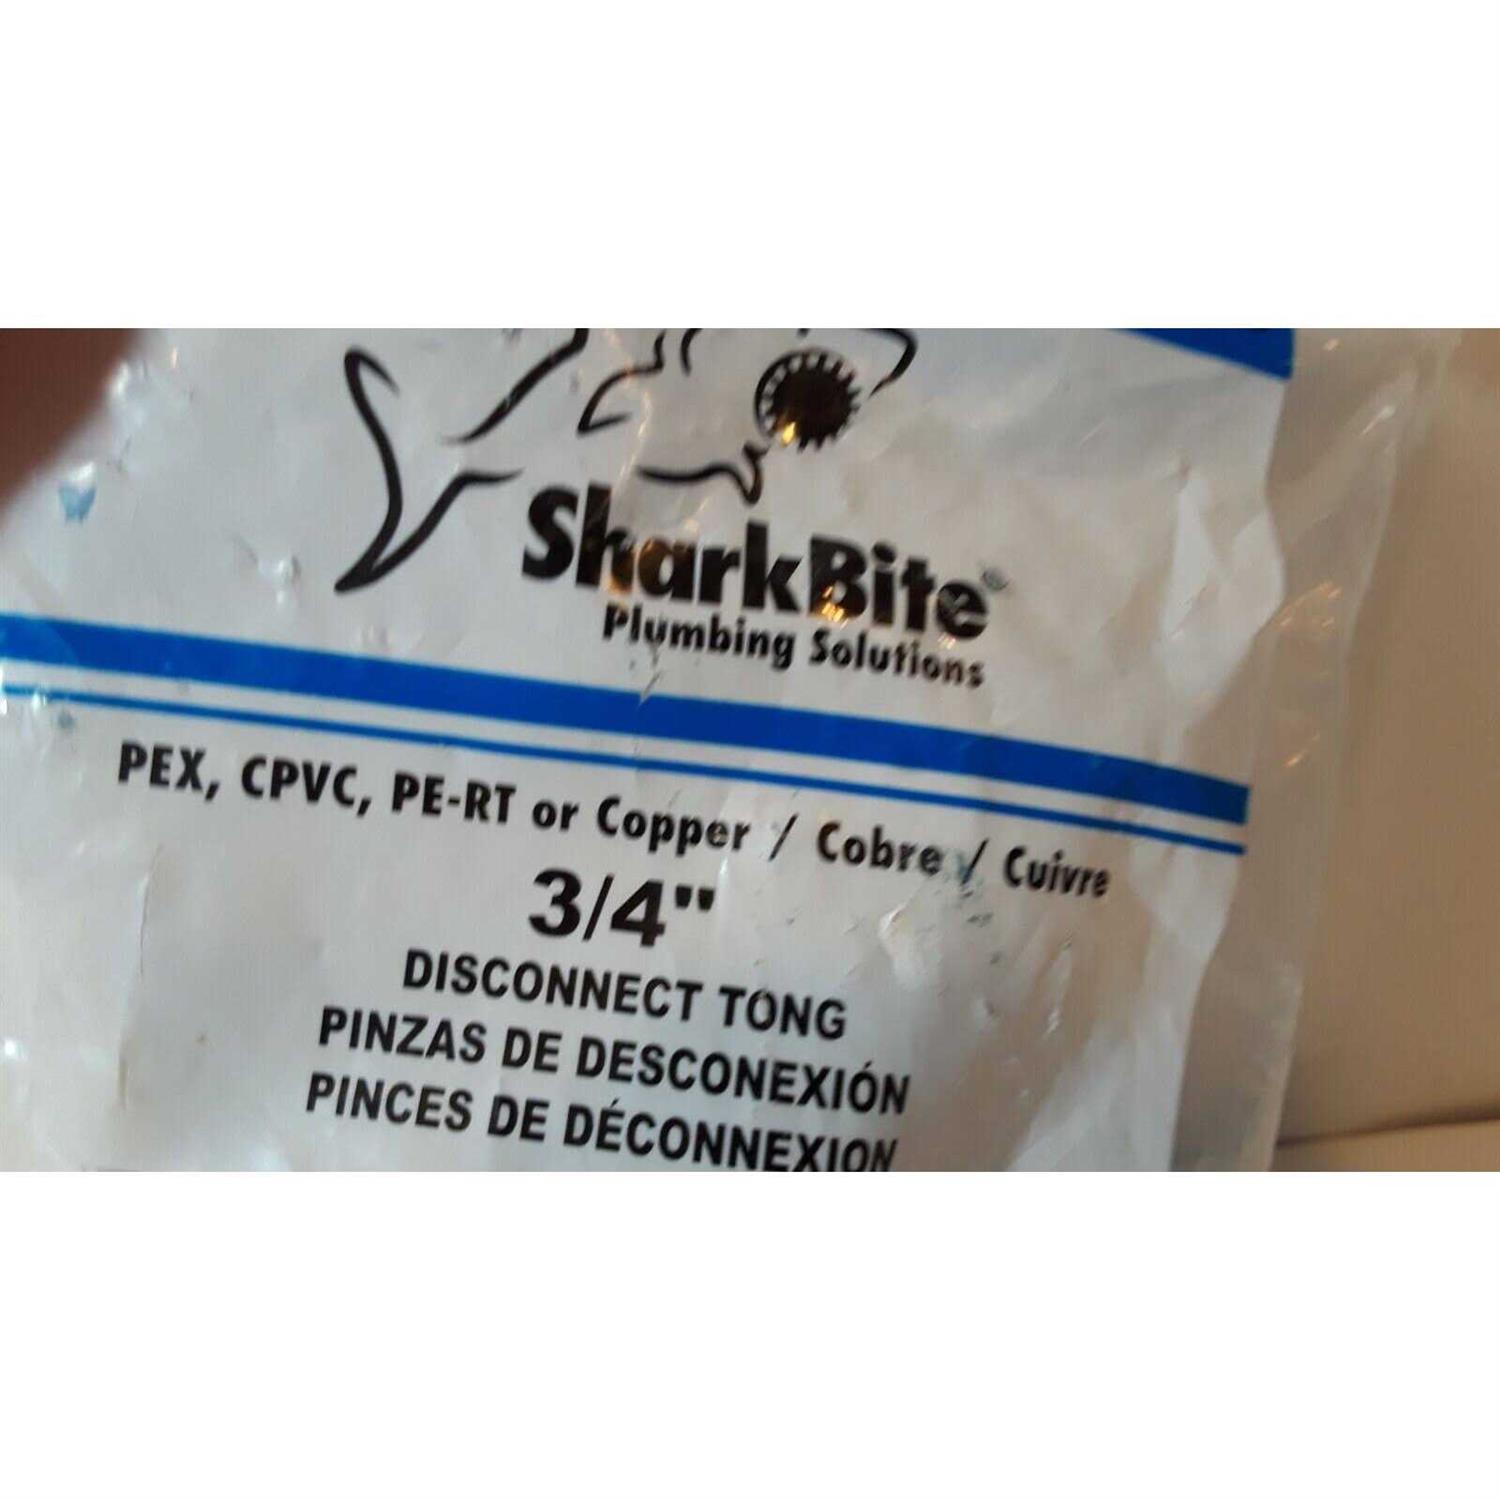 SharkBite®
Plumbing Solutions
PEX, CPVC, PE-RT or Copper / Cobre / Cuivre
3/4"
DISCONNECT TONG
PINZAS DE DESCONEXIÓN
PINCES DE DÉCONNEXION